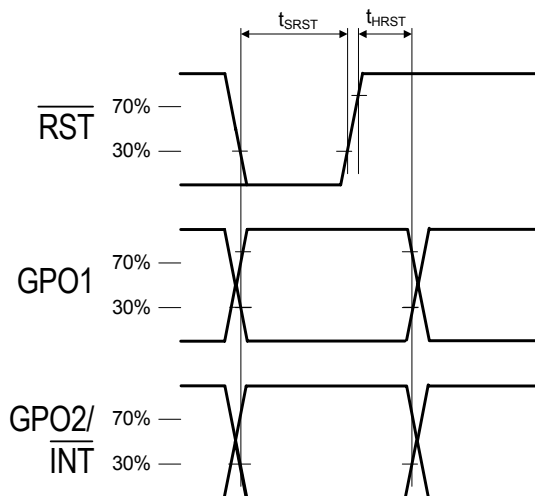 tSRST
tHRST
RST
70%
30%
GPO1
70%
30%
GPO2/
INT
70%
30%